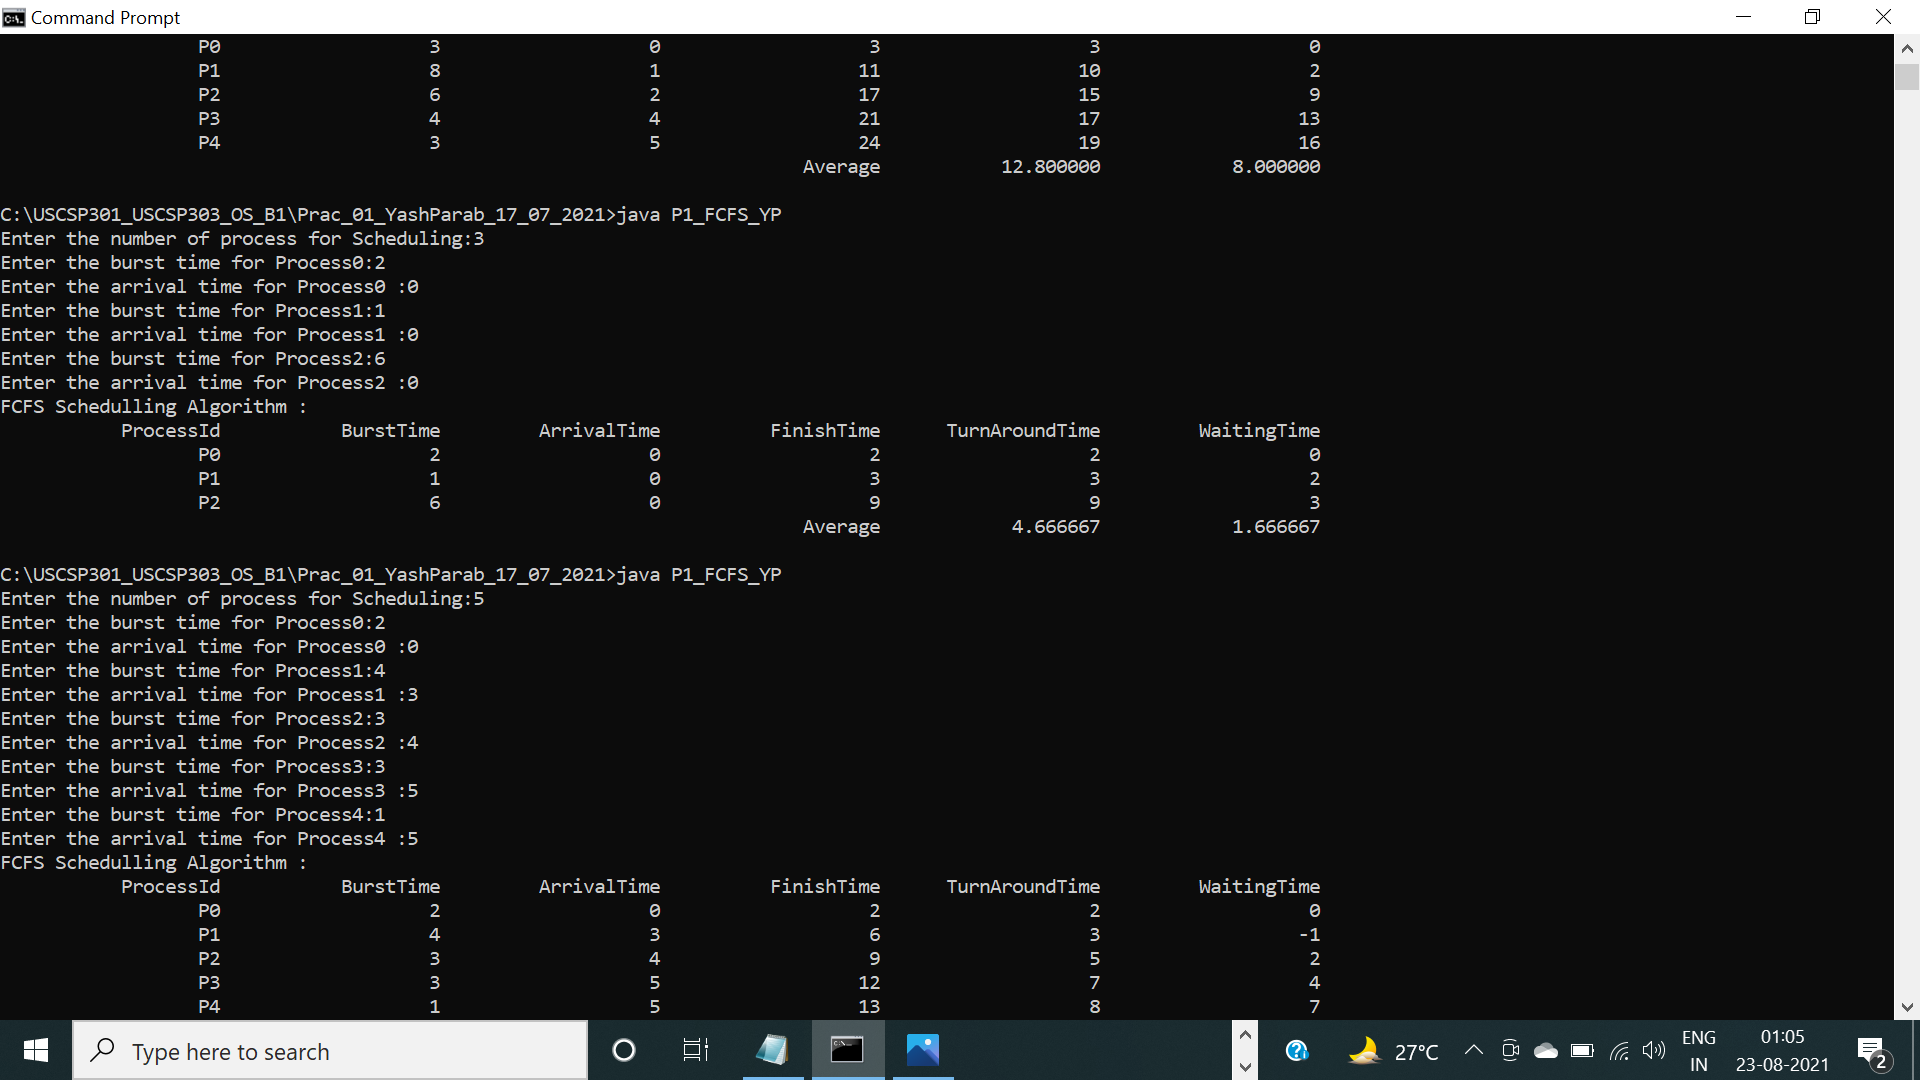 Command Prompt
P0 3 0 3 3 0
P1 8 1 11 10 2
P2 6 2 17 15 9
P3 4 4 21 17 13
P4 3 5 24 19 16
Average 12.800000 8.000000
C:\USCSP301_USCSP303_OS_B1\Prac_01_YashParab_17_07_2021>java P1_FCFS_YP
Enter the number of process for Scheduling:3
Enter the burst time for Process0:2
Enter the arrival time for Process0 :0
Enter the burst time for Process1:1
Enter the arrival time for Process1 :0
Enter the burst time for Process2:6
Enter the arrival time for Process2 :0
FCFS Schedulling Algorithm :
ProcessId BurstTime ArrivalTime FinishTime TurnAroundTime WaitingTime
P0 2 0 2 2 0
P1 1 0 3 3 2
P2 6 0 9 9 3
Average 4.666667 1.666667
C:\USCSP301_USCSP303_OS_B1\Prac_01_YashParab_17_07_2021>java P1_FCFS_YP
Enter the number of process for Scheduling:5
Enter the burst time for Process0:2
Enter the arrival time for Process0 :0
Enter the burst time for Process1:4
Enter the arrival time for Process1 :3
Enter the burst time for Process2:3
Enter the arrival time for Process2 :4
Enter the burst time for Process3:3
Enter the arrival time for Process3 :5
Enter the burst time for Process4:1
Enter the arrival time for Process4 :5
FCFS Schedulling Algorithm :
ProcessId BurstTime ArrivalTime FinishTime TurnAroundTime WaitingTime
P0 2 0 2 2 0
P1 4 3 6 3 -1
P2 3 4 9 5 2
P3 3 5 12 7 4
P4 1 5 13 8 7
Type here to search
27°C
ENG
IN
01:05
23-08-2021
2